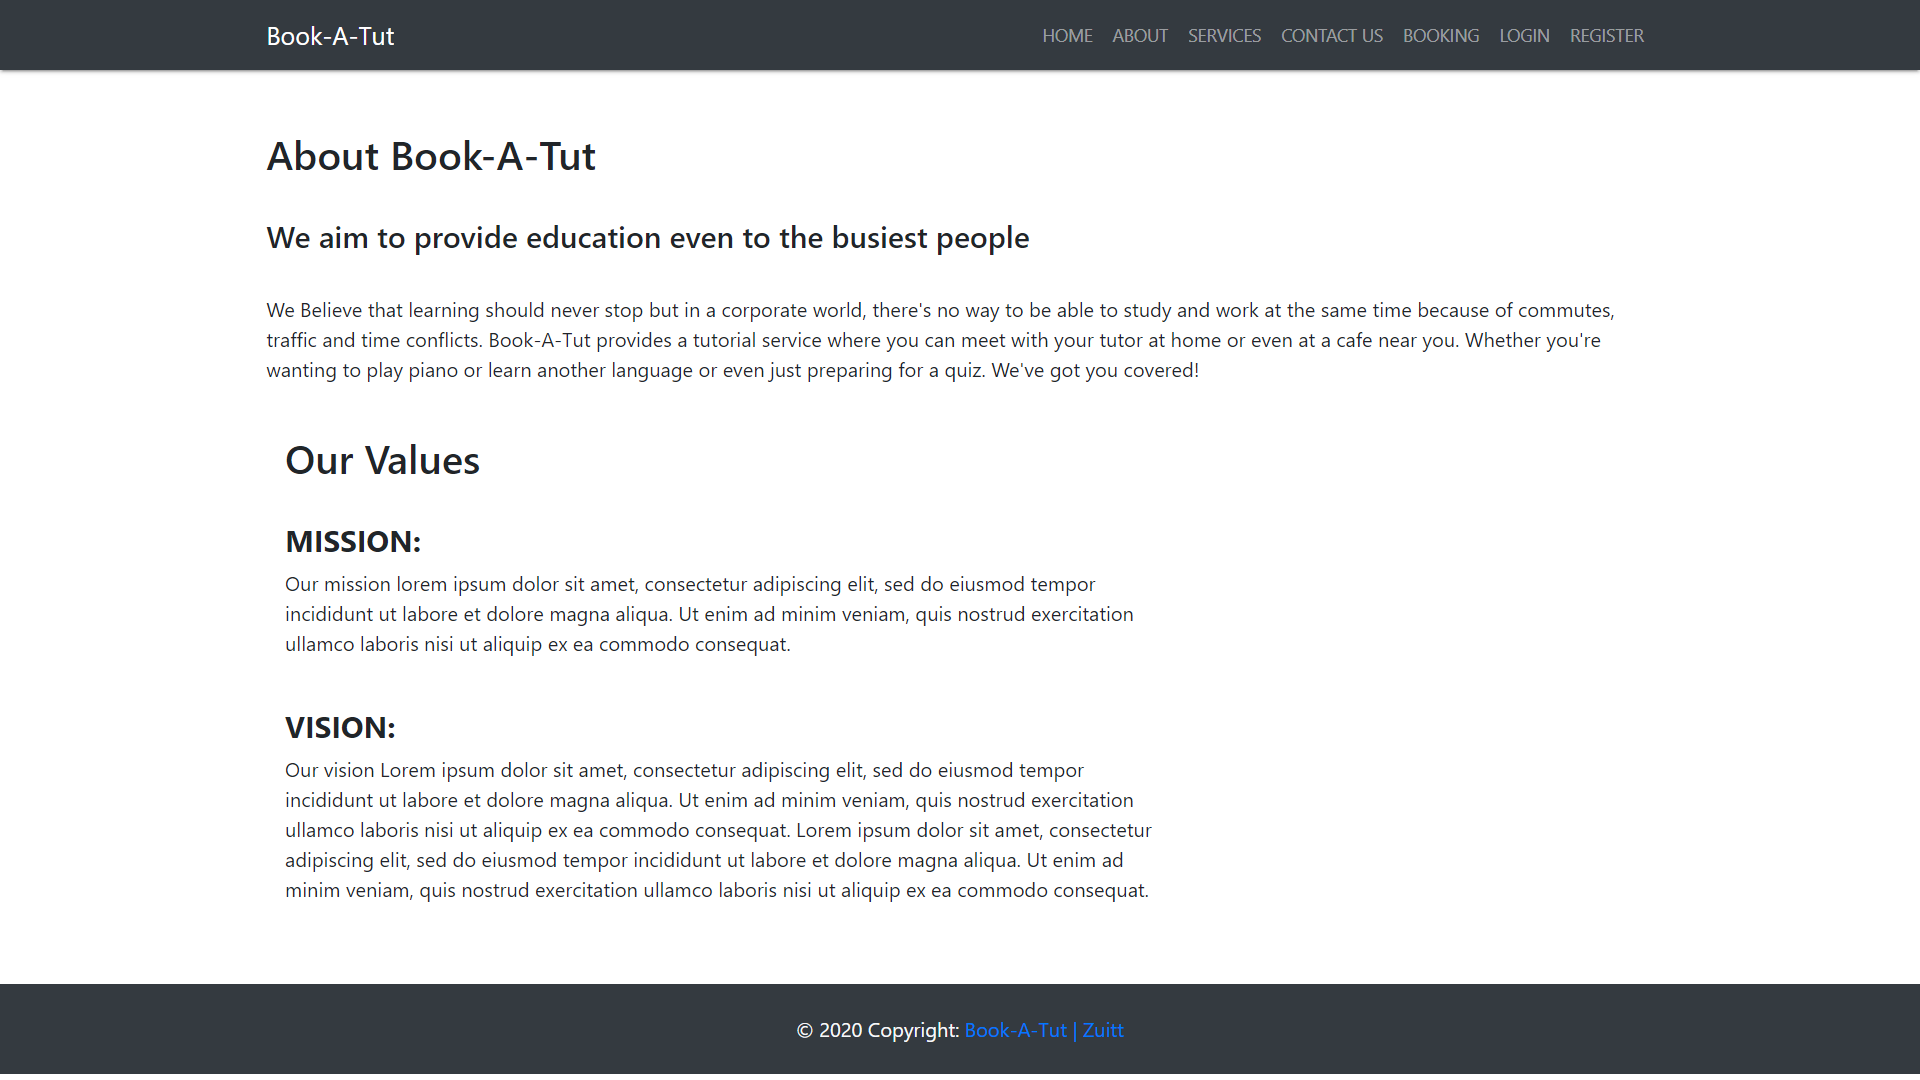 Book-A-Tut
HOME ABOUT SERVICES CONTACT US BOOKING LOGIN REGISTER
About Book-A-Tut
We aim to provide education even to the busiest people
We Believe that learning should never stop but in a corporate world, there's no way to be able to study and work at the same time because of commutes,
traffic and time conflicts. Book-A-Tut provides a tutorial service where you can meet with your tutor at home or even at a cafe near you. Whether you're
wanting to play piano or learn another language or even just preparing for a quiz. We've got you covered!
Our Values
MISSION:
Our mission lorem ipsum dolor sit amet, consectetur adipiscing elit, sed do eiusmod tempor
incididunt ut labore et dolore magna aliqua. Ut enim ad minim veniam, quis nostrud exercitation
ullamco laboris nisi ut aliquip ex ea commodo consequat.
VISION:
Our vision Lorem ipsum dolor sit amet, consectetur adipiscing elit, sed do eiusmod tempor
incididunt ut labore et dolore magna aliqua. Ut enim ad minim veniam, quis nostrud exercitation
ullamco laboris nisi ut aliquip ex ea commodo consequat. Lorem ipsum dolor sit amet, consectetur
adipiscing elit, sed do eiusmod tempor incididunt ut labore et dolore magna aliqua. Ut enim ad
minim veniam, quis nostrud exercitation ullamco laboris nisi ut aliquip ex ea commodo consequat.
© 2020 Copyright: Book-A-Tut | Zuitt